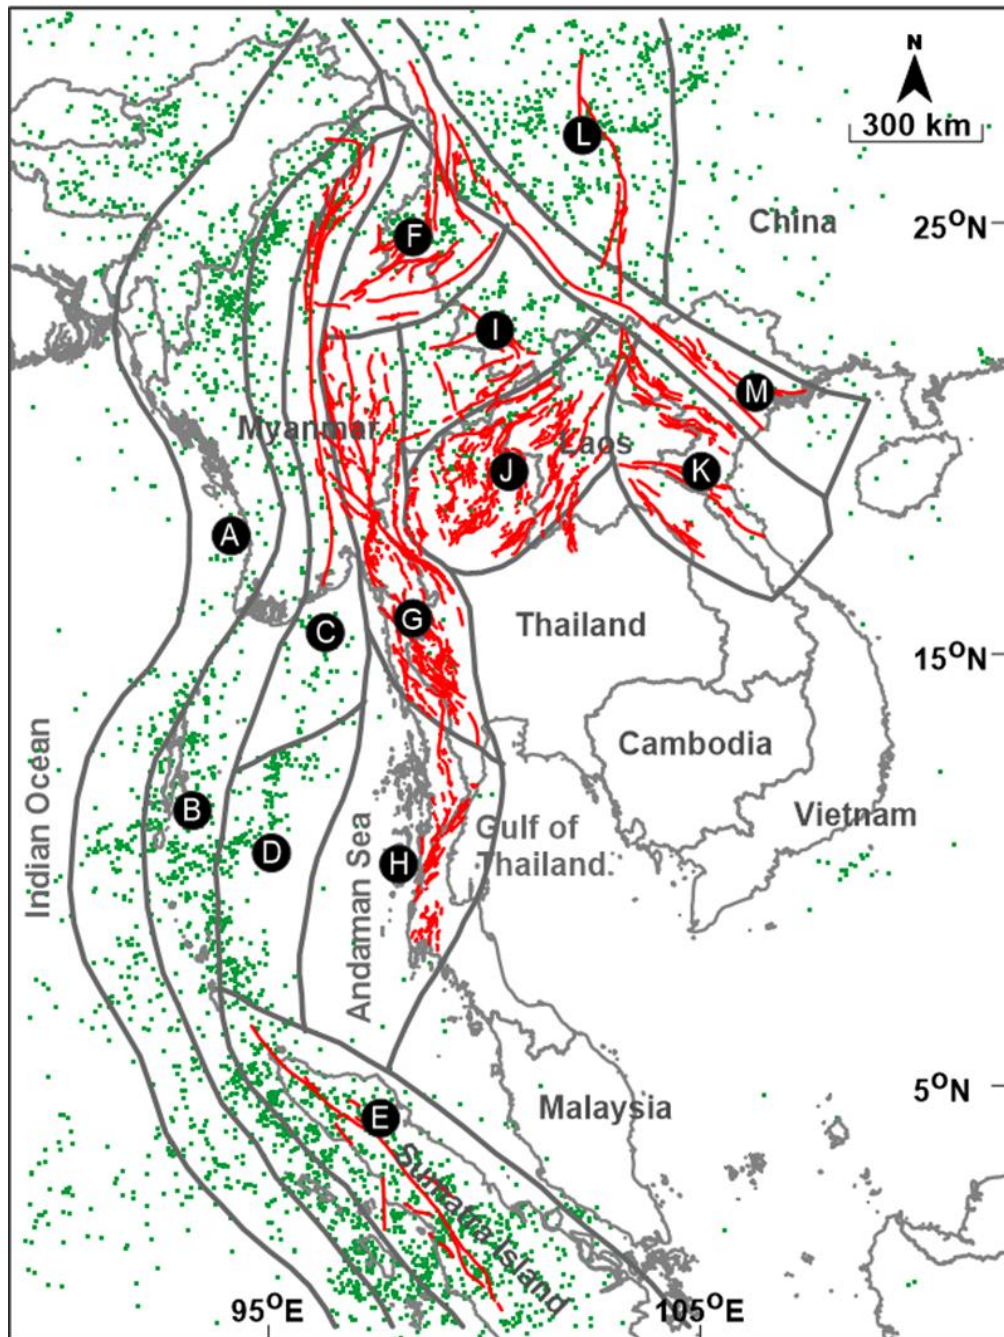 N
300 km
L
China
25°N
F
I
M
Myanmar
Laos
J
K
A
G
C
Thailand
15°N
Cambodia
Indian Ocean
B
Vietnam
D
Andaman Sea
H
Gulf of
Thailand.
5°N
Malaysia
E
Sumatra Island
95°E
105°E